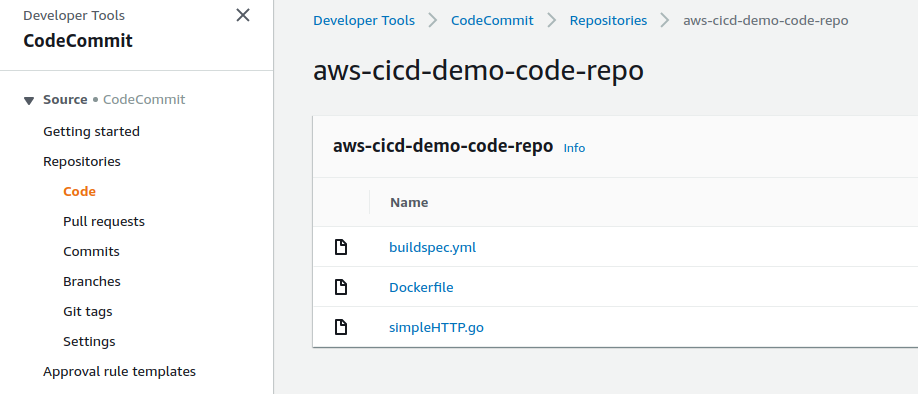 Developer Tools
CodeCommit
Source • CodeCommit
Getting started
Repositories
Code
Pull requests
Commits
Branches
Git tags
Settings
Approval rule templates
Developer Tools > CodeCommit > Repositories > aws-cicd-demo-code-repo
aws-cicd-demo-code-repo
aws-cicd-demo-code-repo Info
Name
buildspec.yml
Dockerfile
simpleHTTP.go